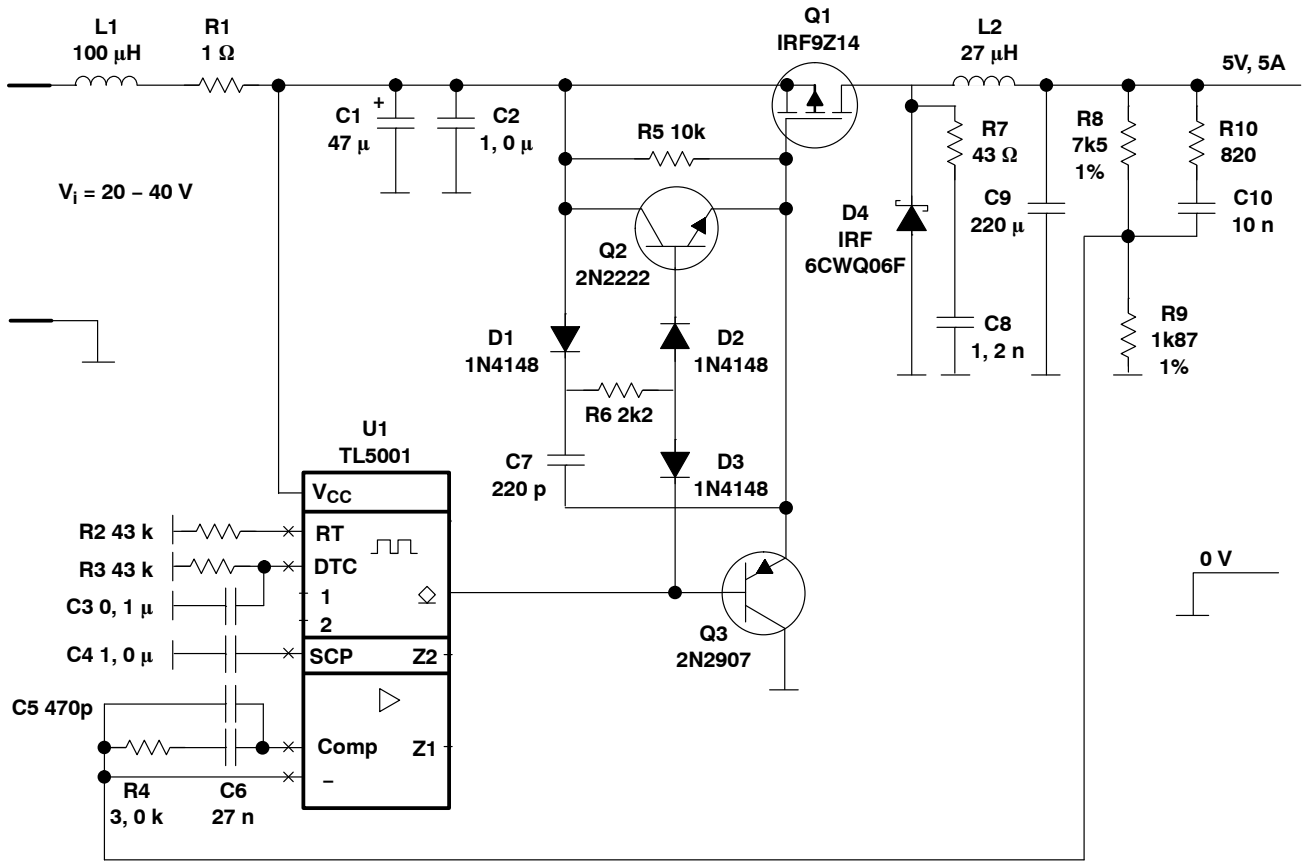 L1
100 μH
R1
1 Ω
Q1
IRF9Z14
L2
27 μH
5V, 5A
+
C1
47 μ
C2
1, 0 μ
R5 10k
R7
43 Ω
R8
7k5
1%
R10
820
Vi = 20 – 40 V
Q2
2N2222
D4
IRF
6CWQ06F
C9
220 μ
C10
10 n
D1
1N4148
D2
1N4148
C8
1, 2 n
R9
1k87
1%
R6 2k2
U1
TL5001
C7
220 p
D3
1N4148
VCC
R2 43 k
RT
R3 43 k
DTC
C3 0, 1 μ
1
2
0 V
Q3
2N2907
C4 1, 0 μ
SCP
Z2
C5 470p
Comp
Z1
–
R4
3, 0 k
C6
27 n